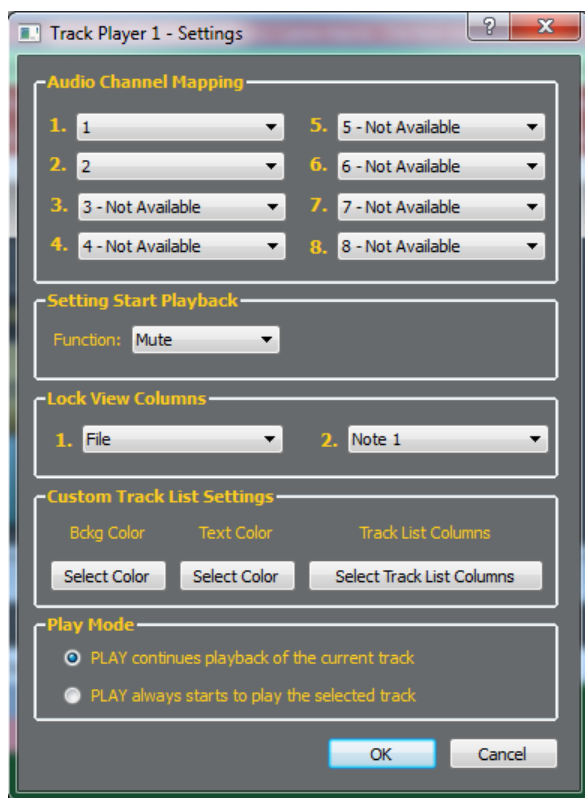 Track Player 1 - Settings
Audio Channel Mapping
1. 1 5. 5 - Not Available
2. 2 6. 6 - Not Available
3. 3 - Not Available 7. 7 - Not Available
4. 4 - Not Available 8. 8 - Not Available
Setting Start Playback
Function: Mute
Lock View Columns
1. File 2. Note 1
Custom Track List Settings
Bckg Color Text Color Track List Columns
Select Color Select Color Select Track List Columns
Play Mode
PLAY continues playback of the current track
PLAY always starts to play the selected track
OK Cancel